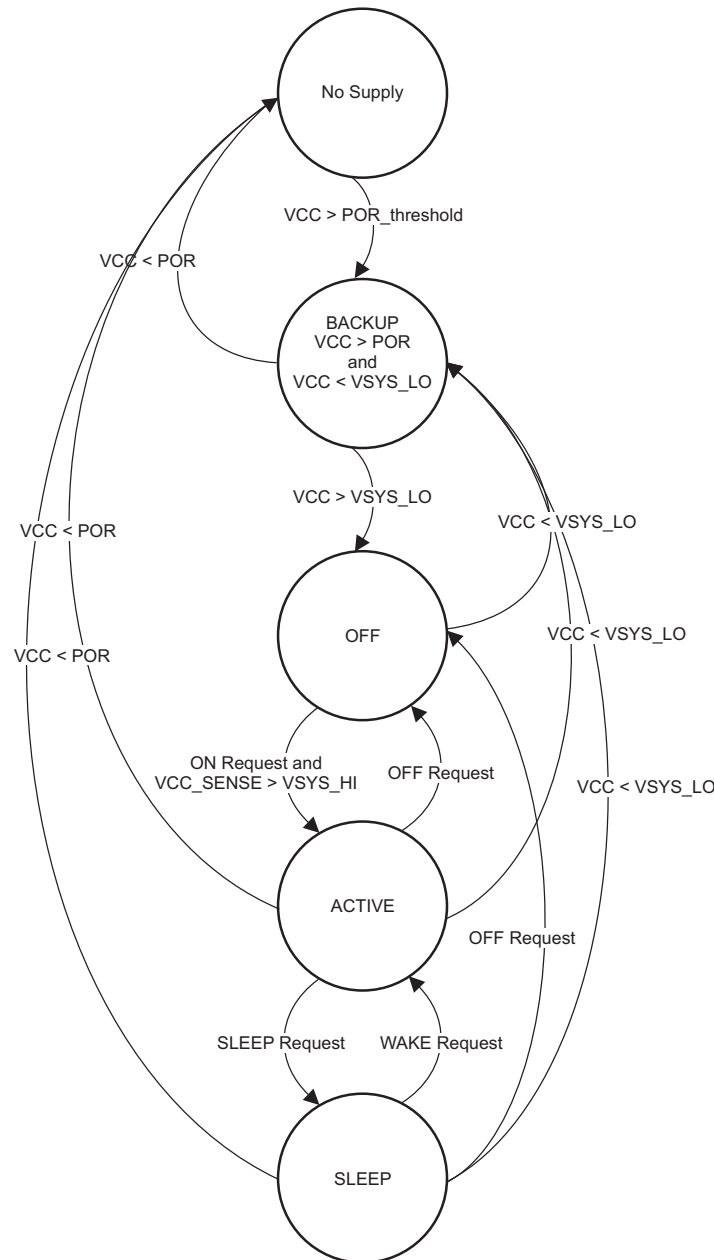 No Supply
VCC > POR_threshold
VCC < POR
BACKUP
VCC > POR
and
VCC < VSYS_LO
VCC > VSYS_LO
VCC < POR
VCC < VSYS_LO
OFF
VCC < VSYS_LO
VCC < POR
ON Request and
VCC_SENSE > VSYS_HI
OFF Request
VCC < VSYS_LO
ACTIVE
OFF Request
SLEEP Request
WAKE Request
SLEEP